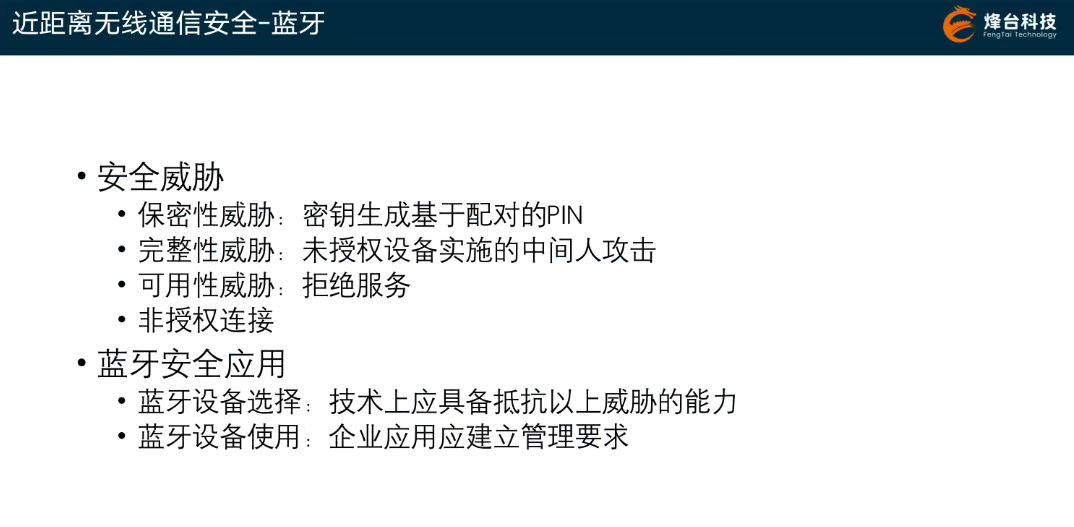 近距离无线通信安全-蓝牙
烽台科技
FengTai Technology
• 安全威胁
• 保密性威胁：密钥生成基于配对的PIN
• 完整性威胁：未授权设备实施的中间人攻击
• 可用性威胁：拒绝服务
• 非授权连接
• 蓝牙安全应用
• 蓝牙设备选择：技术上应具备抵抗以上威胁的能力
• 蓝牙设备使用：企业应用应建立管理要求